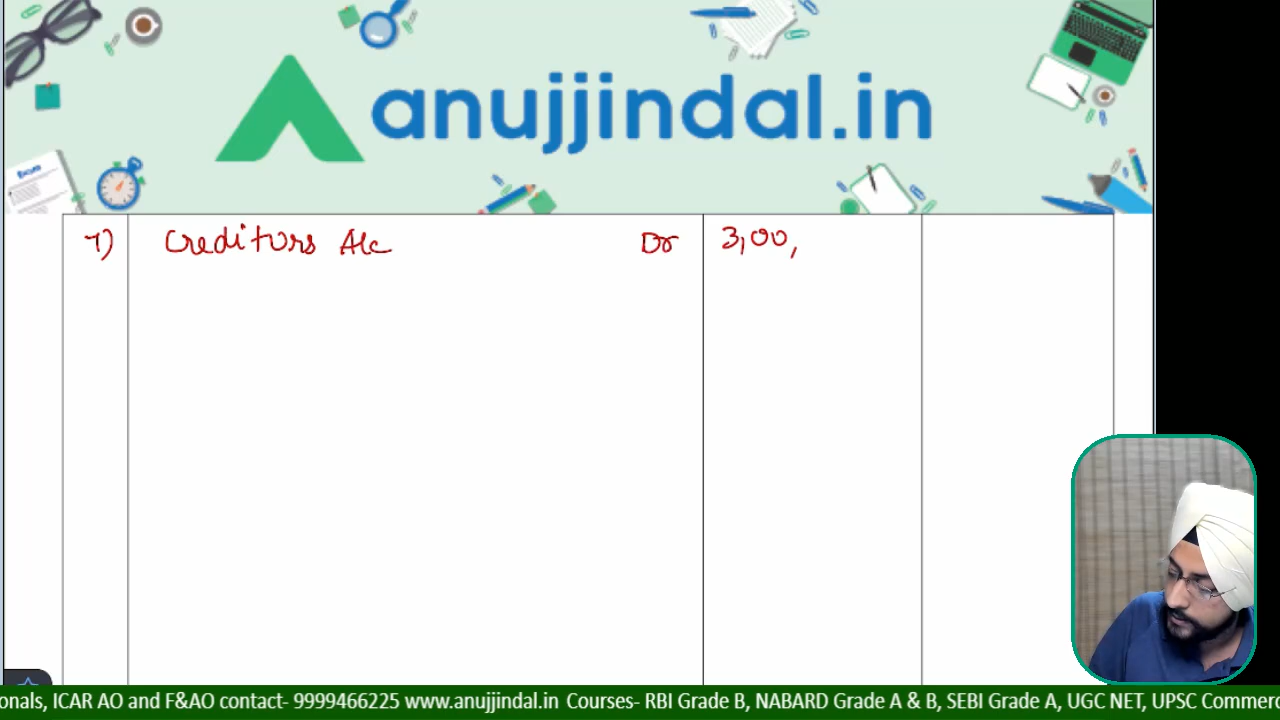 anujjindal.in
7) Creditors A/c Dr 3,00,
onals, ICAR AO and F&AO contact- 9999466225 www.anujjindal.in Courses- RBI Grade B, NABARD Grade A & B, SEBI Grade A, UGC NET, UPSC Commerc